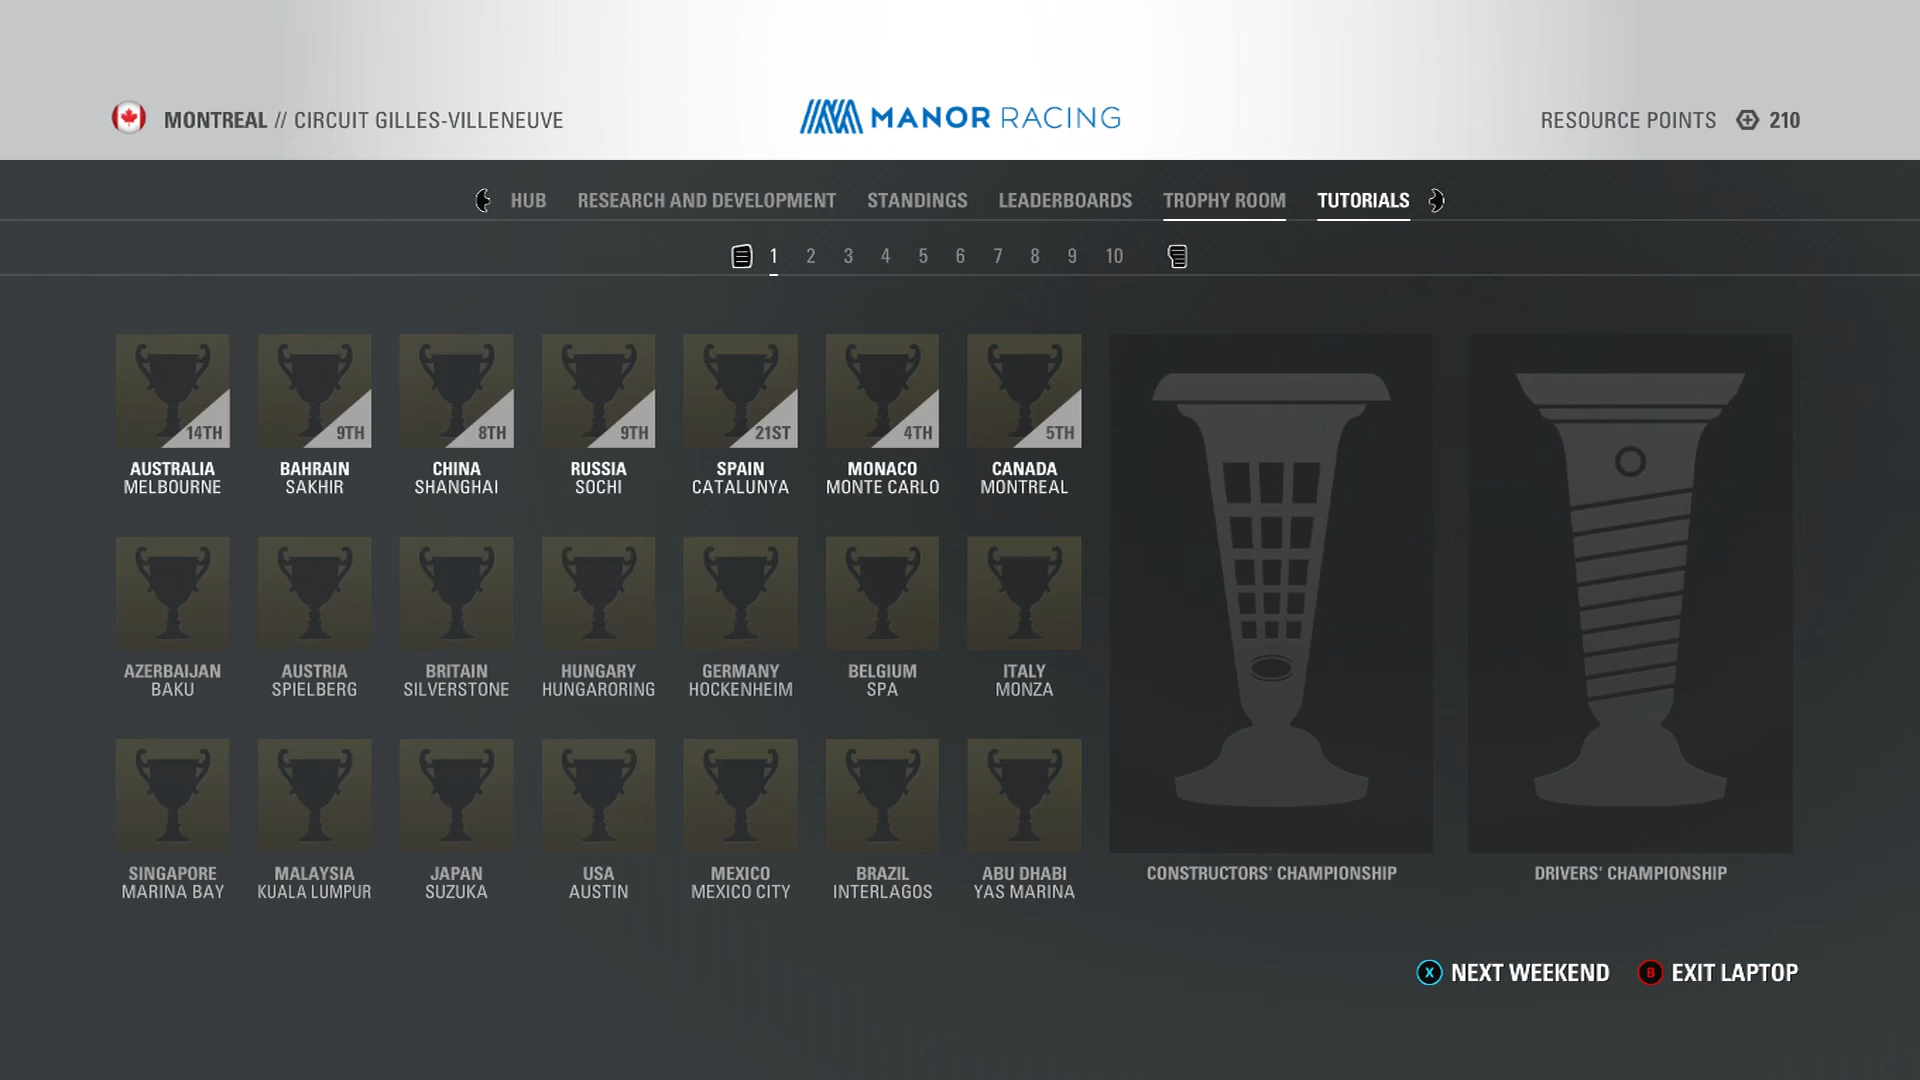 MONTREAL // CIRCUIT GILLES-VILLENEUVE
MANOR RACING
RESOURCE POINTS 210
HUB RESEARCH AND DEVELOPMENT STANDINGS LEADERBOARDS TROPHY ROOM TUTORIALS
1 2 3 4 5 6 7 8 9 10
14TH 9TH 8TH 9TH 21ST 4TH 5TH
AUSTRALIA BAHRAIN CHINA RUSSIA SPAIN MONACO CANADA
MELBOURNE SAKHIR SHANGHAI SOCHI CATALUNYA MONTE CARLO MONTREAL
AZERBAIJAN AUSTRIA BRITAIN HUNGARY GERMANY BELGIUM ITALY
BAKU SPIELBERG SILVERSTONE HUNGARORING HOCKENHEIM SPA MONZA
SINGAPORE MALAYSIA JAPAN USA MEXICO BRAZIL ABU DHABI CONSTRUCTORS' CHAMPIONSHIP DRIVERS' CHAMPIONSHIP
MARINA BAY KUALA LUMPUR SUZUKA AUSTIN MEXICO CITY INTERLAGOS YAS MARINA
X NEXT WEEKEND B EXIT LAPTOP